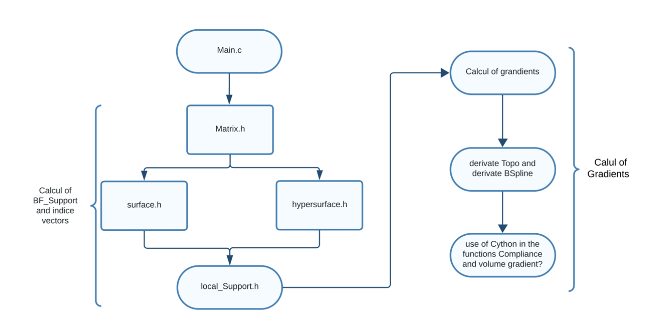 Main.c
Matrix.h
surface.h
hypersurface.h
local_Support.h
Calcul of
BF_Support
and indice
vectors
Calcul of grandients
derivate Topo and
derivate BSpline
use of Cython in the
functions Compliance
and volume gradient?
Calul of
Gradients